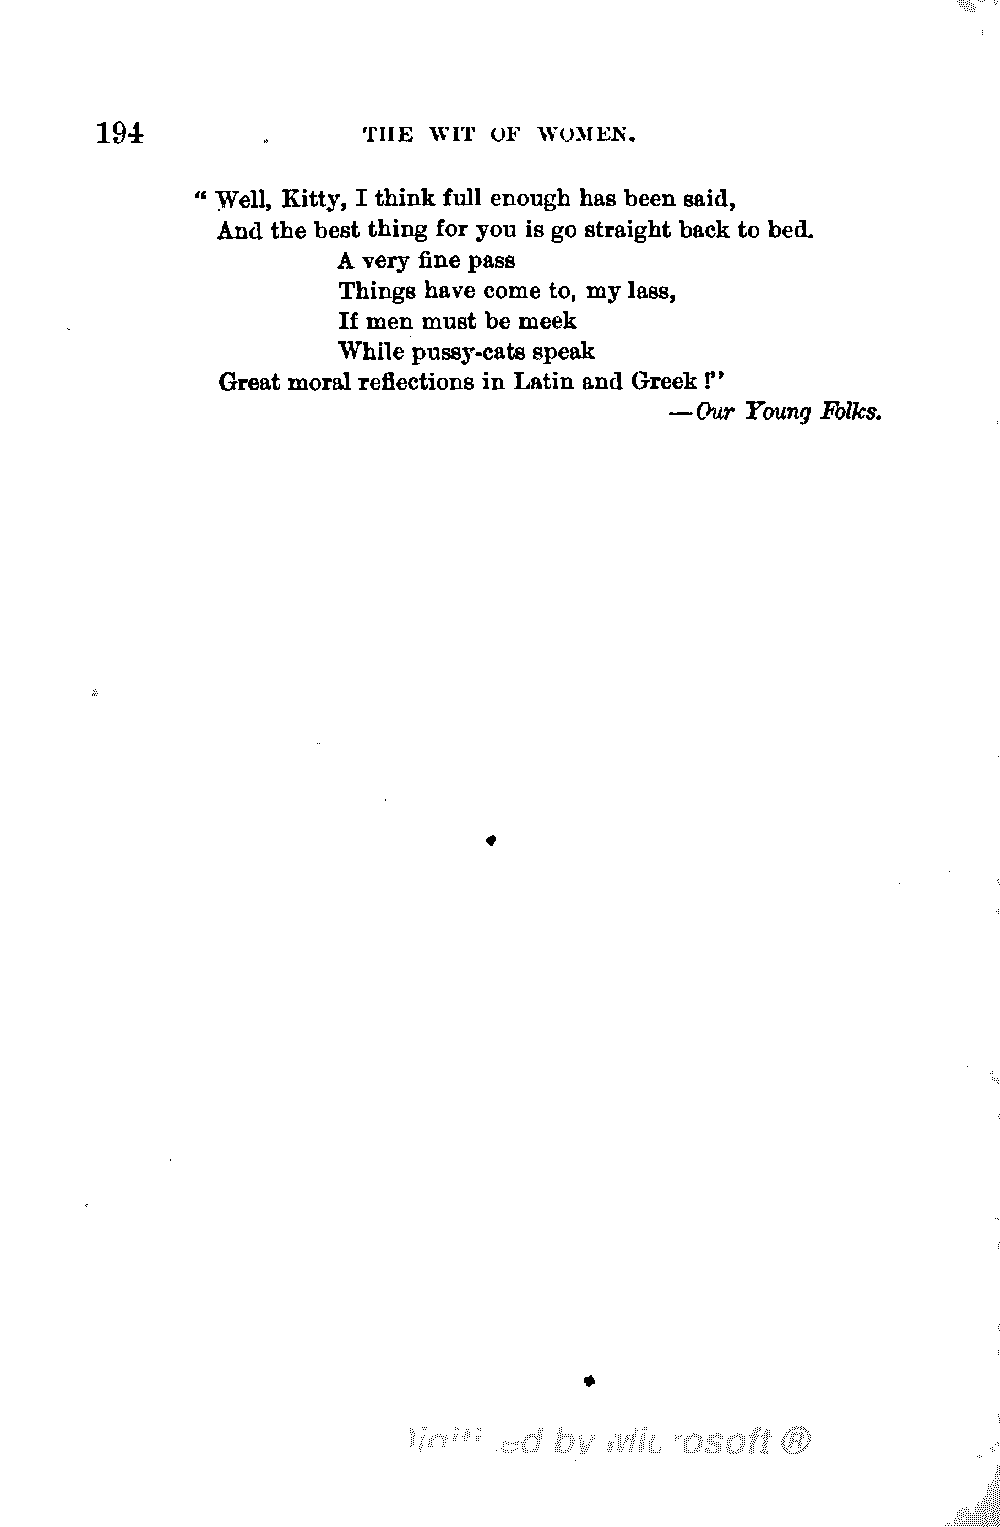 194 THE WIT OF WOMEN.
“ Well, Kitty, I think full enough has been said,
And the best thing for you is go straight back to bed.
A very fine pass
Things have come to, my lass,
If men must be meek
While pussy-cats speak
Great moral reflections in Latin and Greek !”
—Our Young Folks.
by Microsoft ®